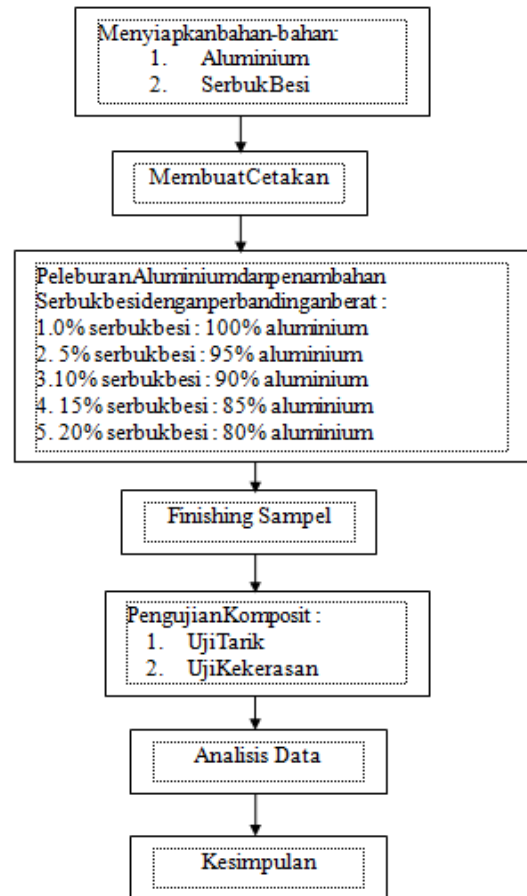 Menyiapkanbahan-bahan:
1. Aluminium
2. SerbukBesi
MembuatCetakan
PeleburanAluminiumdanpenambahan
Serbukbesidenganperbandinganberat :
1.0% serbukbesi : 100% aluminium
2. 5% serbukbesi : 95% aluminium
3.10% serbukbesi : 90% aluminium
4. 15% serbukbesi : 85% aluminium
5. 20% serbukbesi : 80% aluminium
Finishing Sampel
PengujianKomposit :
1. UjiTarik
2. UjiKekerasan
Analisis Data
Kesimpulan